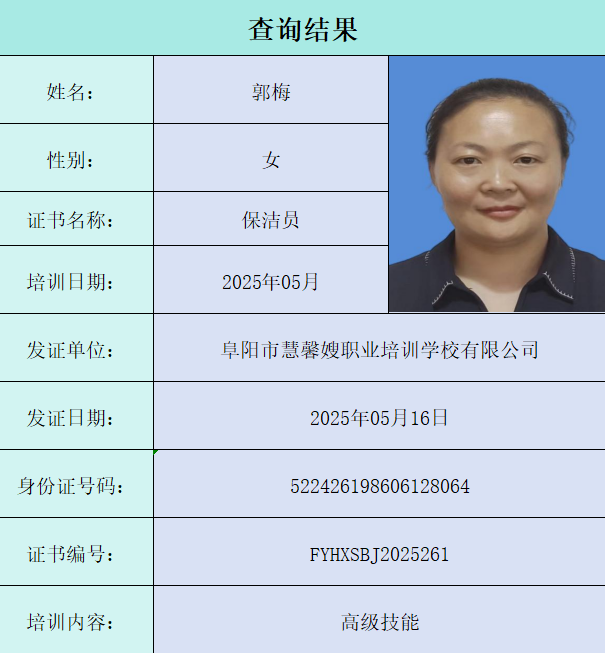 查询结果
姓名： 郭梅
性别： 女
证书名称： 保洁员
培训日期： 2025年05月
发证单位： 阜阳市慧馨嫂职业培训学校有限公司
发证日期： 2025年05月16日
身份证号码： 522426198606128064
证书编号： FYHXSBJ2025261
培训内容： 高级技能